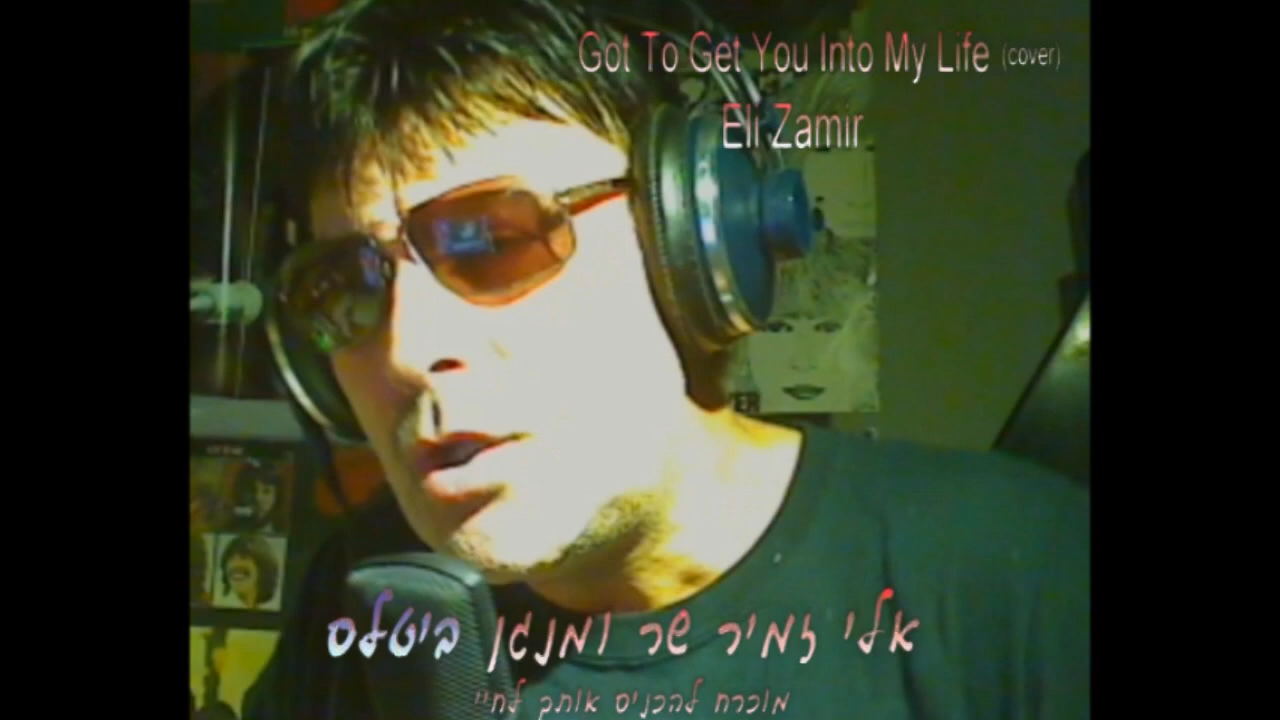 Got To Get You Into My Life (cover)
Eli Zamir
אלי זמיר שר ומנגן ביטלס
מוכרח להכניס אותך לחיי